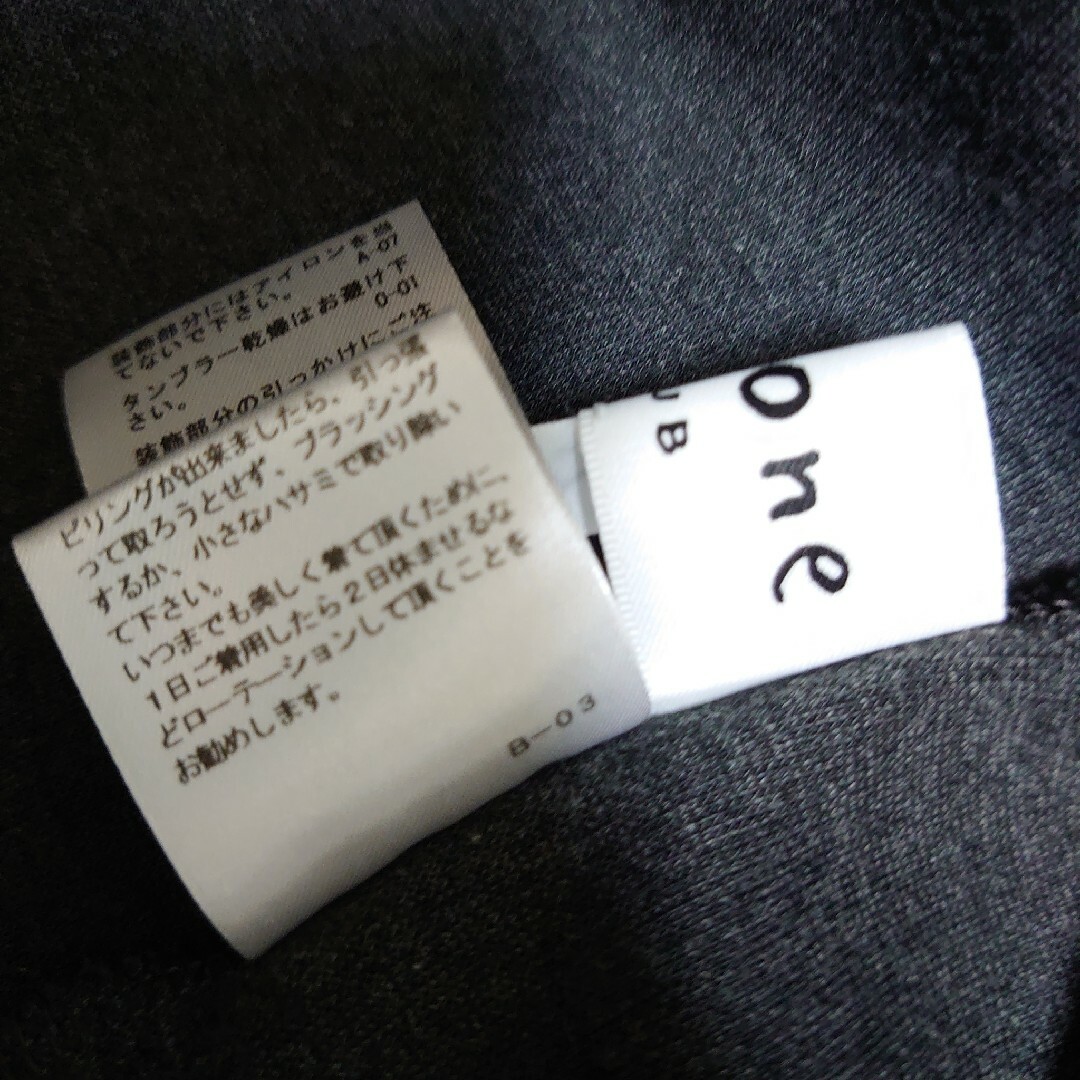 装飾部分にはアイロンを当
てないで下さい。
A-07
タンブラー乾燥はお避け下
さい。
0-01
装飾部分の引っかけにご注
ピリングが出来ましたら、引っ張
って取ろうとせず、ブラッシング
するか、小さなハサミで取り除い
て下さい。
いつまでも美しく着て頂くために、
1日ご着用したら2日休ませるな
どローテーションして頂くことを
お勧めします。
B-03
one
UB